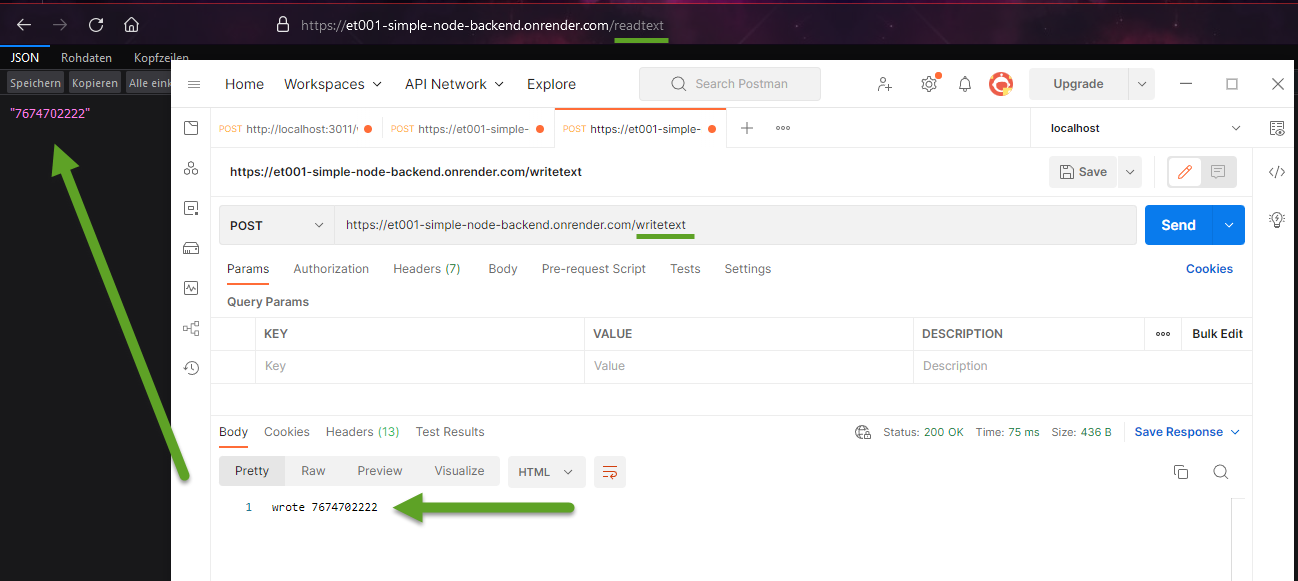 https://et001-simple-node-backend.onrender.com/readtext
JSON Rohdaten Kopfzeilen
Speichern Kopieren Alle eink
"7674702222"
Home Workspaces API Network Explore Search Postman Upgrade
POST http://localhost:3011/ POST https://et001-simple- POST https://et001-simple- localhost
https://et001-simple-node-backend.onrender.com/writetext Save
POST https://et001-simple-node-backend.onrender.com/writetext Send
Params Authorization Headers (7) Body Pre-request Script Tests Settings Cookies
Query Params
KEY VALUE DESCRIPTION Bulk Edit
Key Value Description
Body Cookies Headers (13) Test Results Status: 200 OK Time: 75 ms Size: 436 B Save Response
Pretty Raw Preview Visualize HTML
1 wrote 7674702222